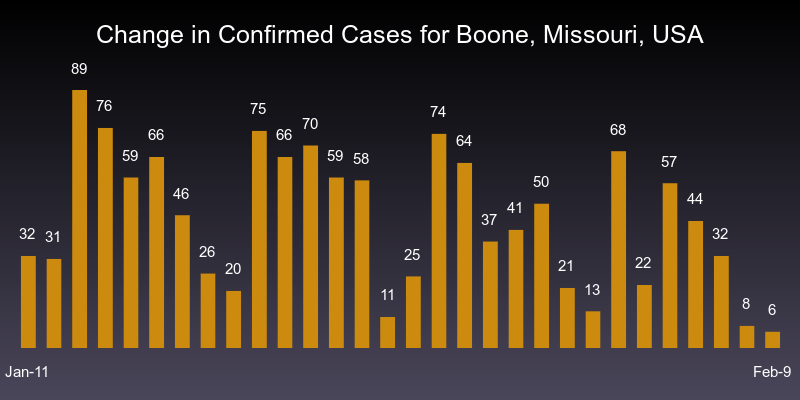 Change in Confirmed Cases for Boone, Missouri, USA
32 31 89 76 59 66 46 26 20 75 66 70 59 58 11 25 74 64 37 41 50 21 13 68 22 57 44 32 8 6
Jan-11 Feb-9